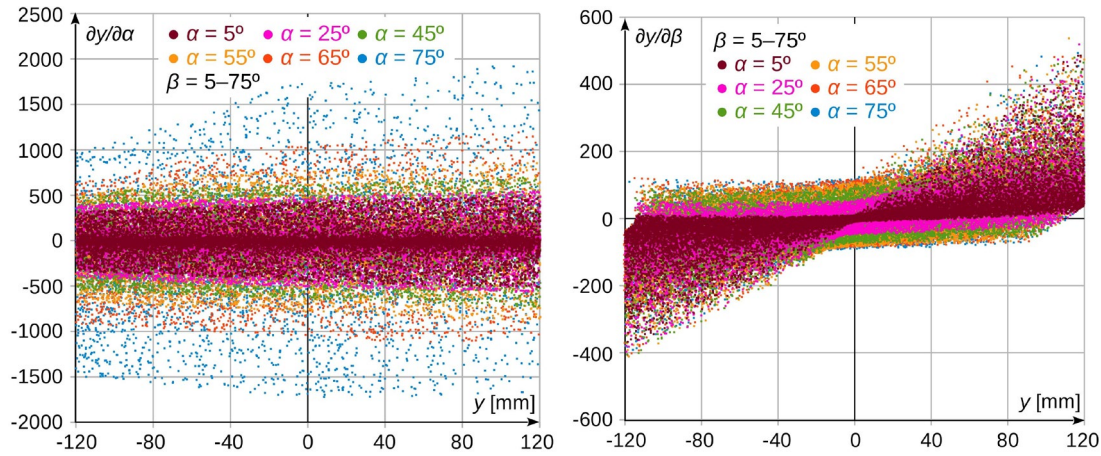 2500
∂y/∂α
α = 5º α = 25º α = 45º
α = 55º α = 65º α = 75º
β = 5–75º
2000
1500
1000
500
0
-500
-1000
-1500
-2000
y [mm]
-120 -80 -40 0 40 80 120
600
∂y/∂β
β = 5–75º
α = 5º α = 55º
α = 25º α = 65º
α = 45º α = 75º
400
200
0
-200
-400
-600
y [mm]
-120 -80 -40 0 40 80 120